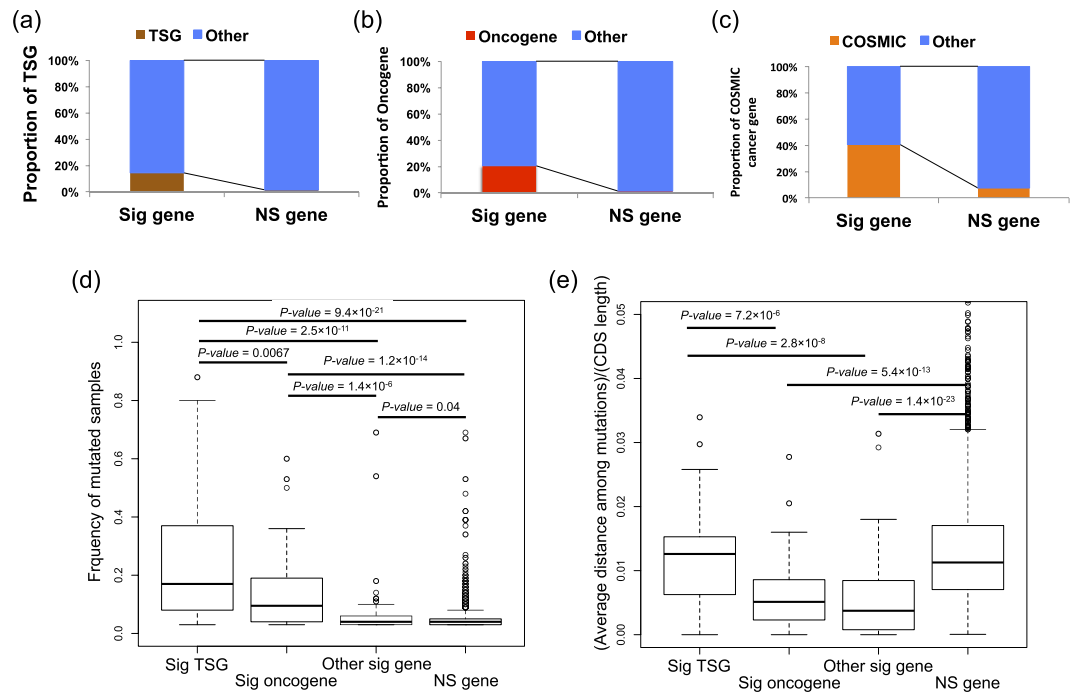 (a)
TSG Other
Proportion of TSG
100%
80%
60%
40%
20%
0%
Sig gene NS gene
(b)
Oncogene Other
Proportion of Oncogene
100%
80%
60%
40%
20%
0%
Sig gene NS gene
(c)
COSMIC Other
Proportion of COSMIC
cancer gene
100%
80%
60%
40%
20%
0%
Sig gene NS gene
(d)
Frquency of mutated samples
1.0
0.8
0.6
0.4
0.2
0.0
P-value = 9.4×10-21
P-value = 2.5×10-11
P-value = 0.0067
P-value = 1.2×10-14
P-value = 1.4×10-6
P-value = 0.04
Sig TSG
Sig oncogene
Other sig gene
NS gene
(e)
(Average distance among mutations)/(CDS length)
0.05
0.04
0.03
0.02
0.01
0.00
P-value = 7.2×10-6
P-value = 2.8×10-8
P-value = 5.4×10-13
P-value = 1.4×10-23
Sig TSG
Sig oncogene
Other sig gene
NS gene